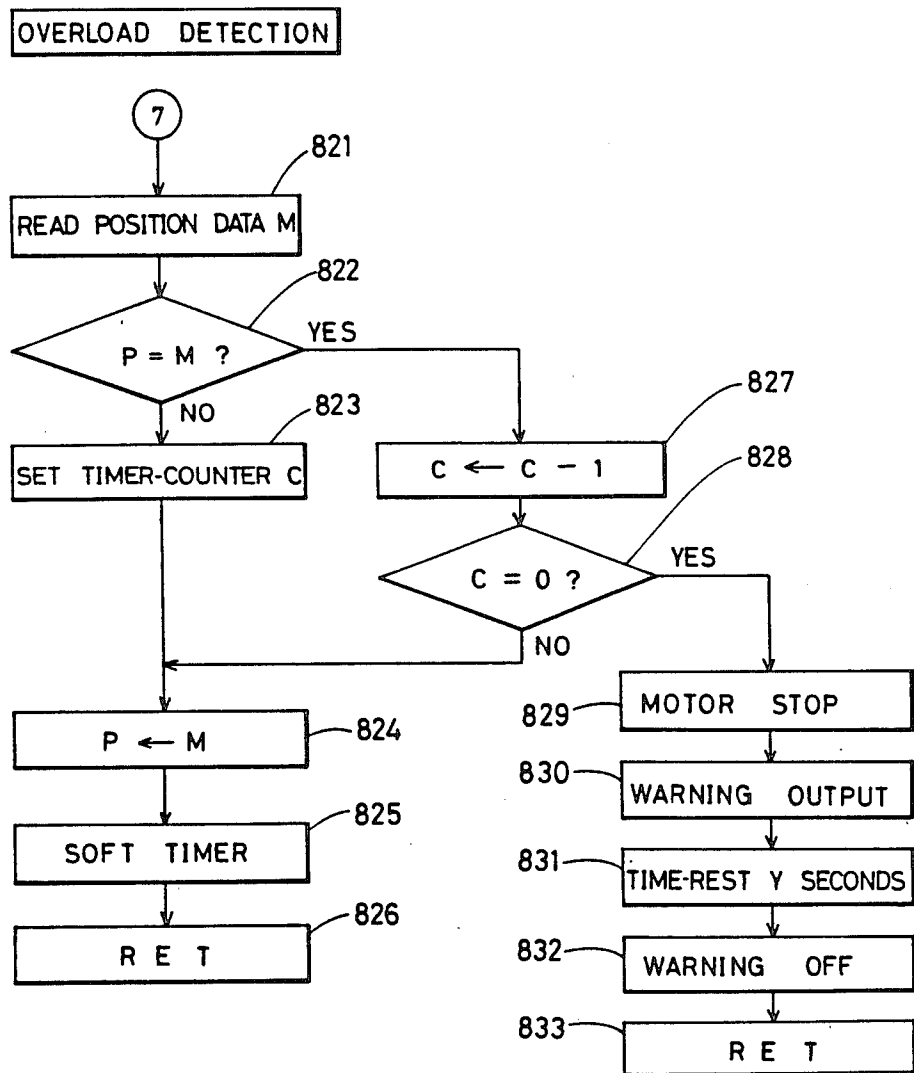 OVERLOAD DETECTION
7
821
READ POSITION DATA M
822
P = M ?
YES
NO
823
SET TIMER-COUNTER C
827
C ← C - 1
828
C = 0 ?
YES
NO
P ← M
824
829
MOTOR STOP
830
WARNING OUTPUT
SOFT TIMER
825
831
TIME-REST Y SECONDS
RET
826
832
WARNING OFF
833
RET